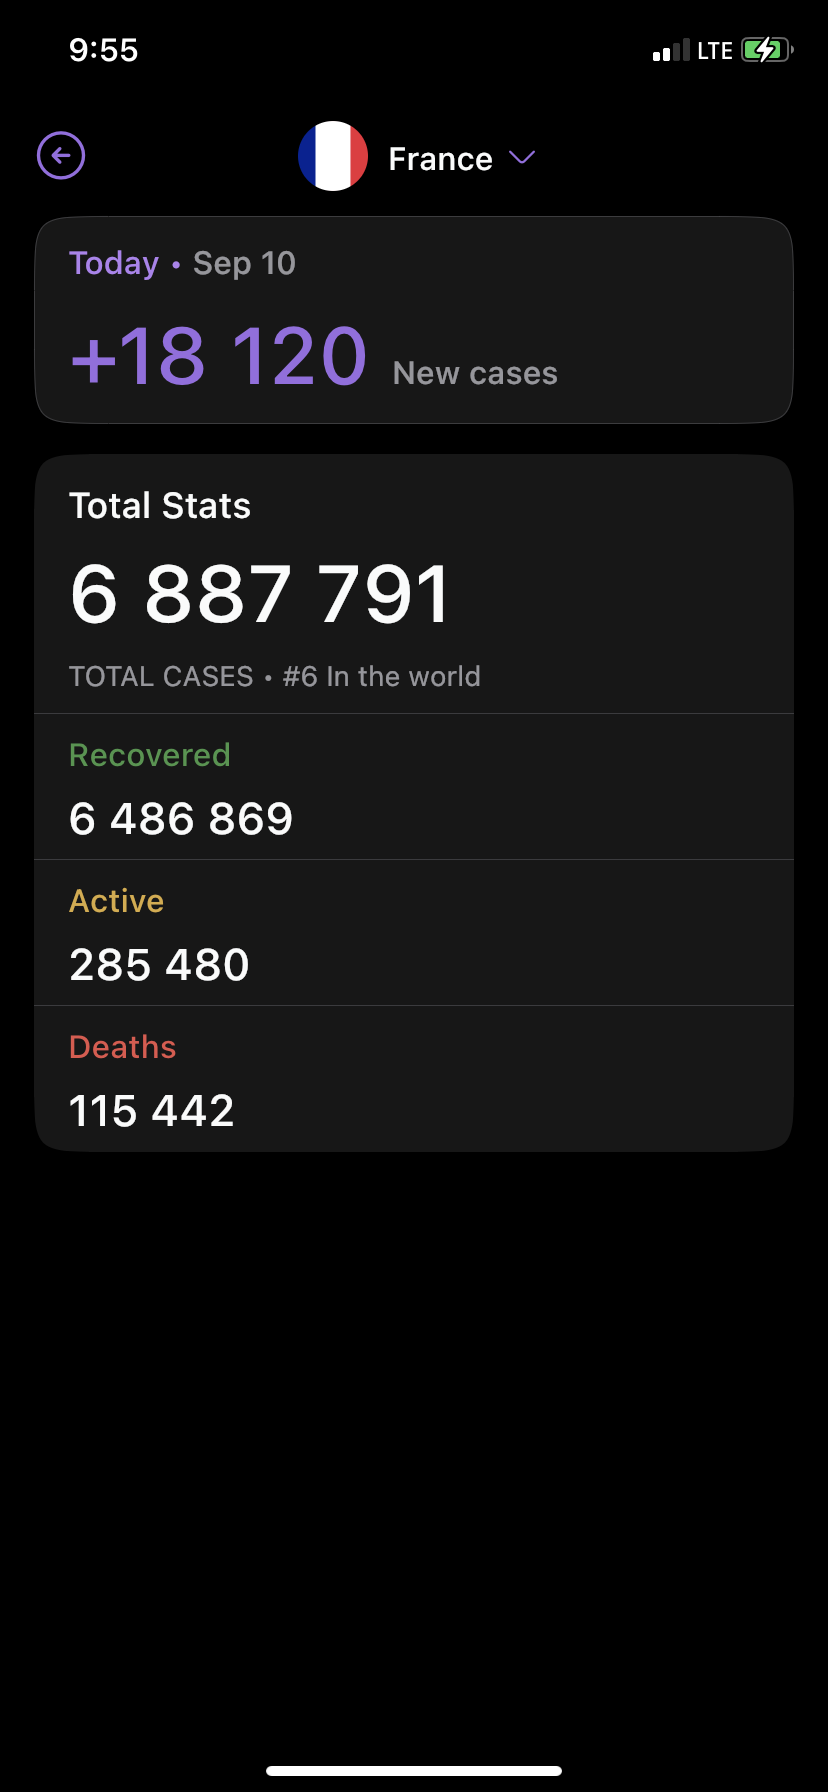 9:55 LTE
France
Today • Sep 10
+18 120 New cases
Total Stats
6 887 791
TOTAL CASES • #6 In the world
Recovered
6 486 869
Active
285 480
Deaths
115 442